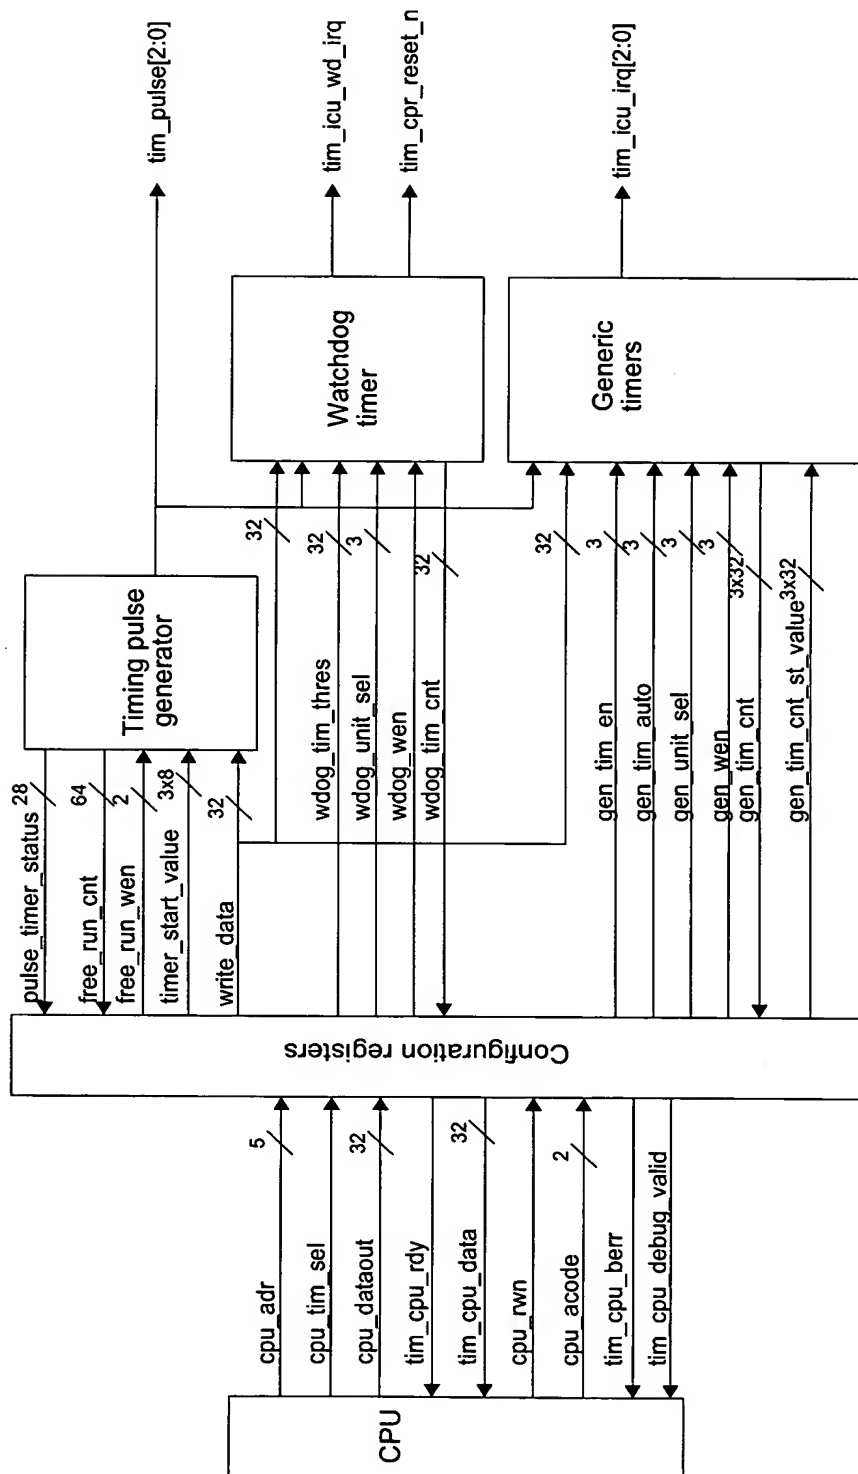 CPU
cpu_adr
5
cpu_tim_sel
cpu_dataout
32
tim_cpu_rdy
tim_cpu_data
32
cpu_rwn
cpu_acode
2
tim_cpu_berr
tim_cpu_debug_valid
Configuration registers
pulse_timer_status
28
free_run_cnt
64
free_run_wen
2
timer_start_value
3x8
write_data
32
Timing pulse
generator
tim_pulse[2:0]
32
wdog_tim_thres
32
wdog_unit_sel
3
wdog_wen
wdog_tim_cnt
32
Watchdog
timer
tim_icu_wd_irq
tim_cpr_reset_n
32
gen_tim_en
3
gen_tim_auto
3
gen_unit_sel
3
gen_wen
3
gen_tim_cnt
3x32
gen_tim_cnt_st_value
3x32
Generic
timers
tim_icu_irq[2:0]